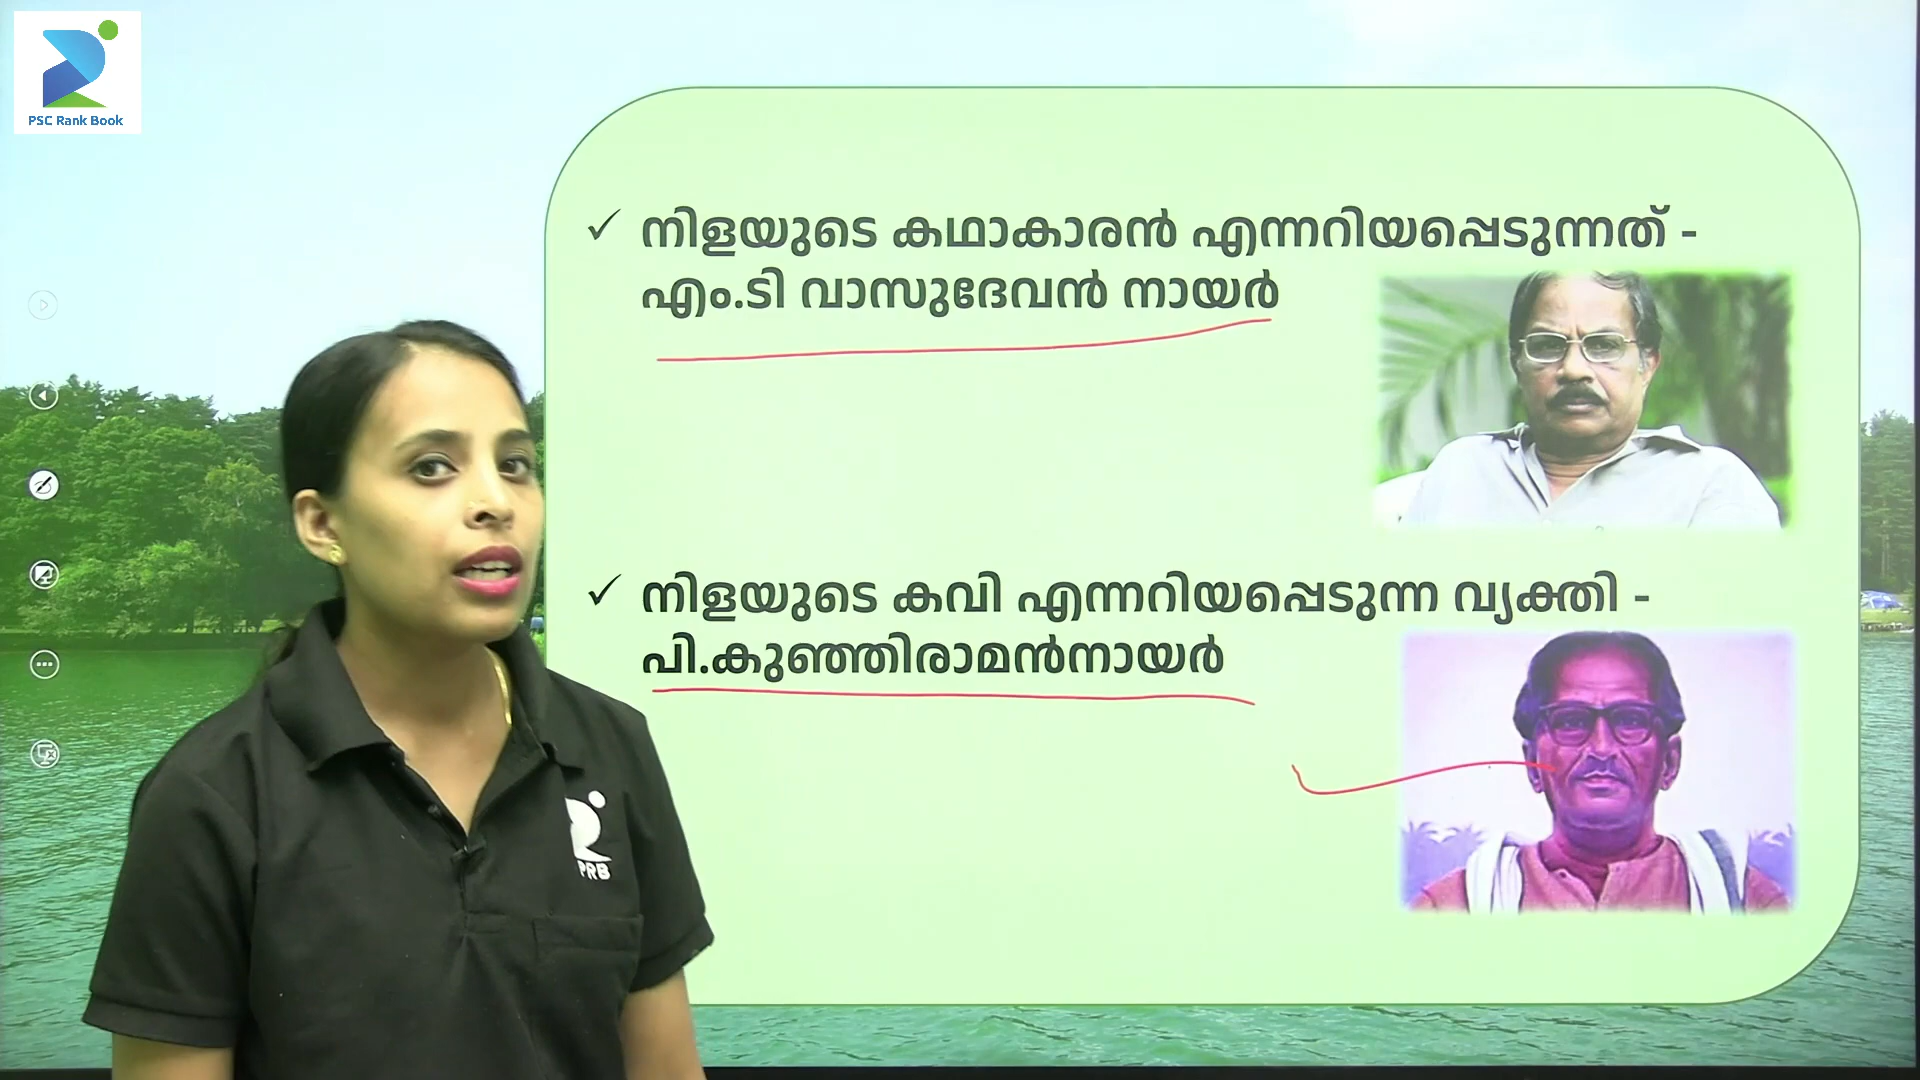 PSC Rank Book
നിളയുടെ കഥാകാരൻ എന്നറിയപ്പെടുന്നത് -
എം.ടി വാസുദേവൻ നായർ
നിളയുടെ കവി എന്നറിയപ്പെടുന്ന വ്യക്തി -
പി.കുഞ്ഞിരാമൻനായർ
PRB